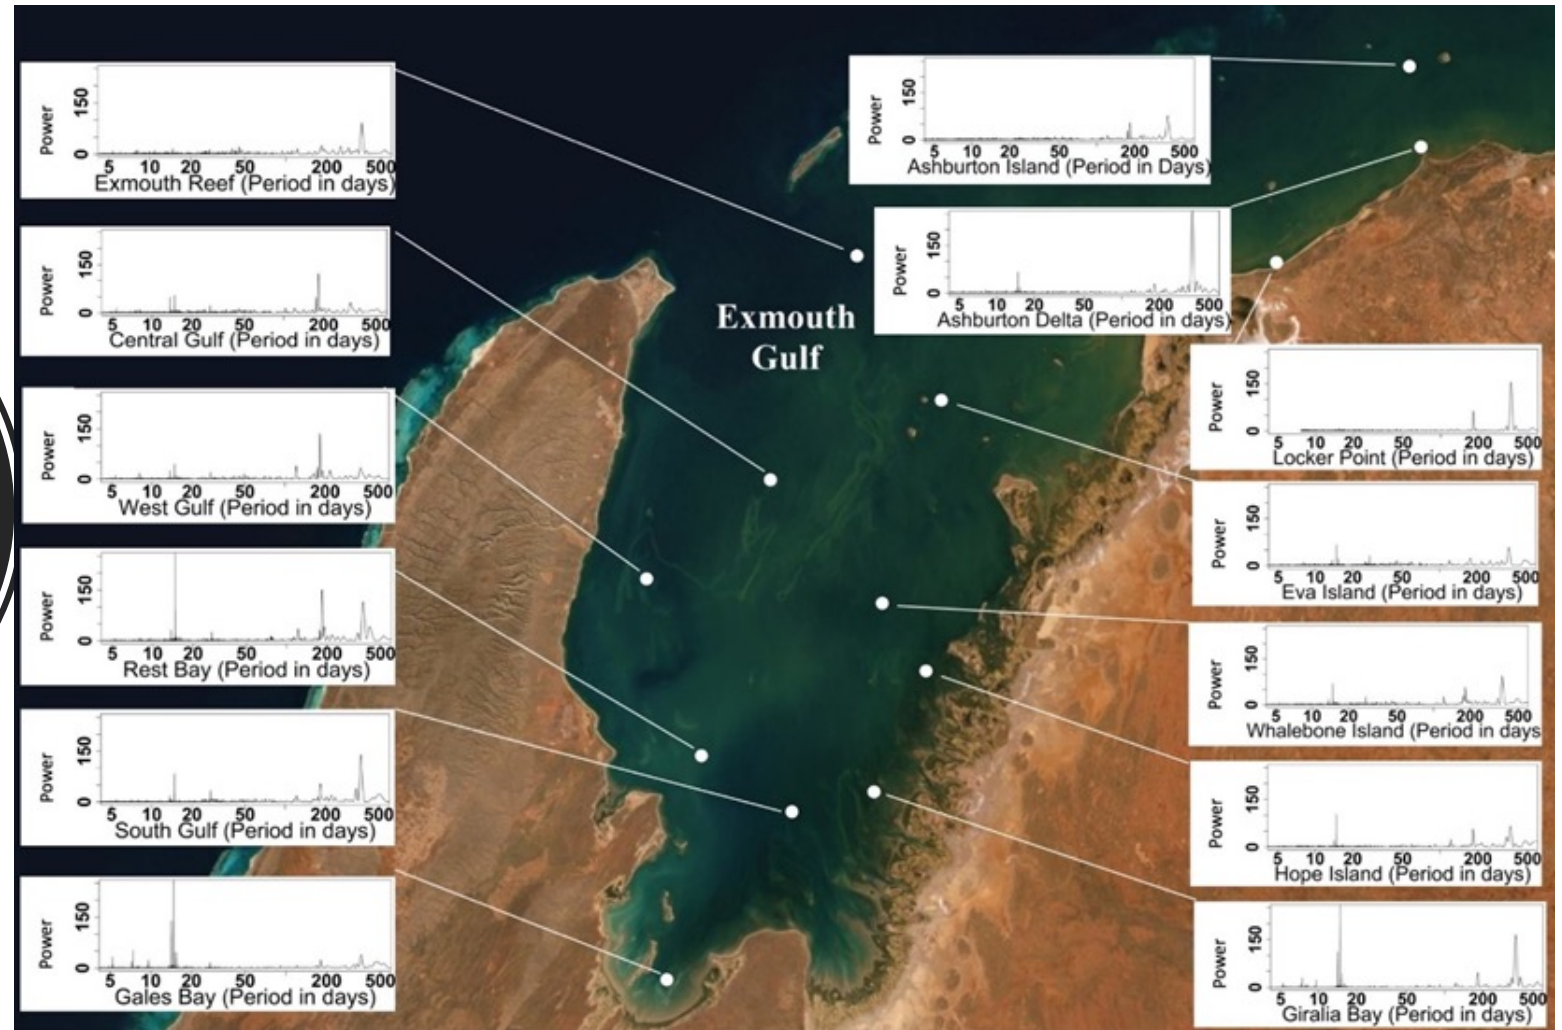 Power
150
0
5 10 20 50 200 500
Exmouth Reef (Period in days)
Power
150
0
5 10 20 50 200 500
Central Gulf (Period in days)
Power
150
0
5 10 20 50 200 500
West Gulf (Period in days)
Power
150
0
5 10 20 50 200 500
Rest Bay (Period in days)
Power
150
0
5 10 20 50 200 500
South Gulf (Period in days)
Power
150
0
5 10 20 50 200 500
Gales Bay (Period in days)
Exmouth
Gulf
Power
150
0
5 10 20 50 200 500
Ashburton Island (Period in Days)
Power
150
0
5 10 20 50 200 500
Ashburton Delta (Period in days)
Power
150
0
5 10 20 50 200 500
Locker Point (Period in days)
Power
150
0
5 10 20 50 200 500
Eva Island (Period in days)
Power
150
0
5 10 20 50 200 500
Whalebone Island (Period in days
Power
150
0
5 10 20 50 200 500
Hope Island (Period in days)
Power
150
0
5 10 20 50 200 500
Giralia Bay (Period in days)